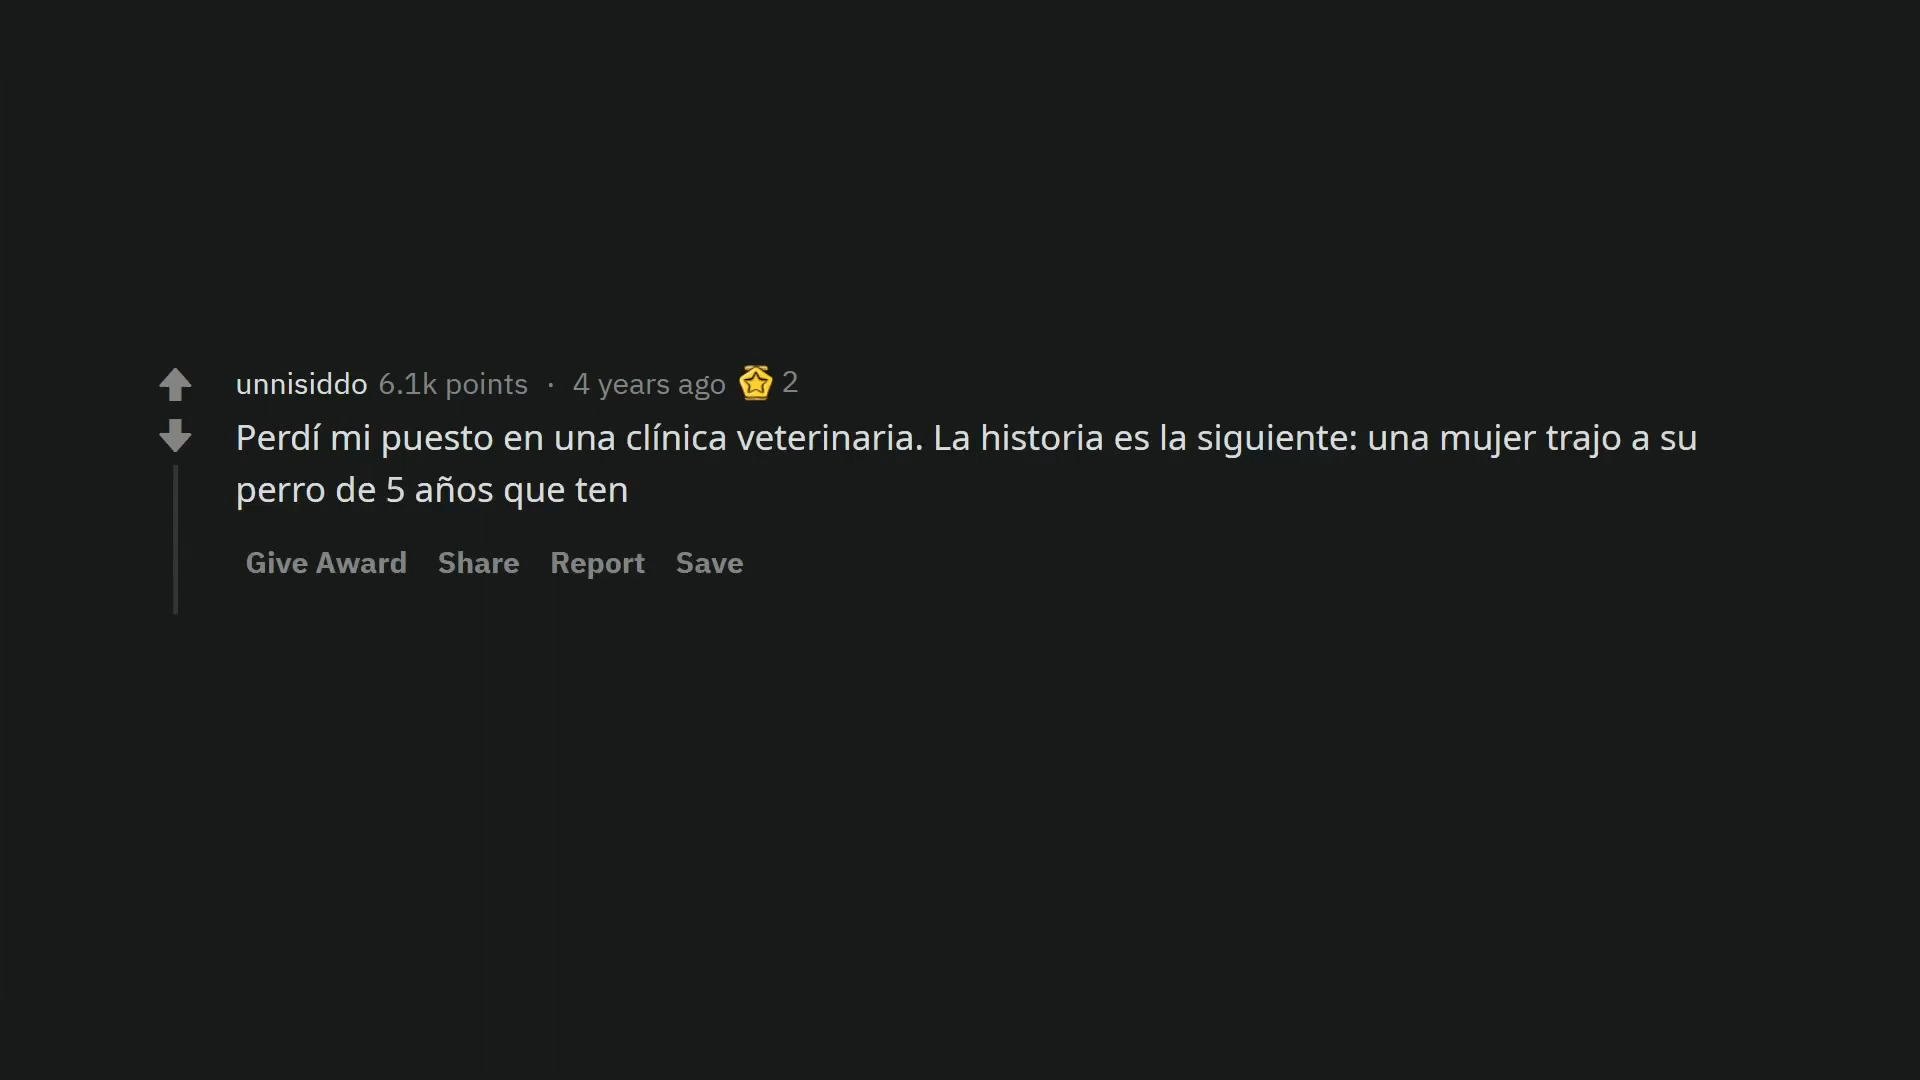 unnisiddo 6.1k points · 4 years ago 2
Perdí mi puesto en una clínica veterinaria. La historia es la siguiente: una mujer trajo a su
perro de 5 años que ten
Give Award Share Report Save